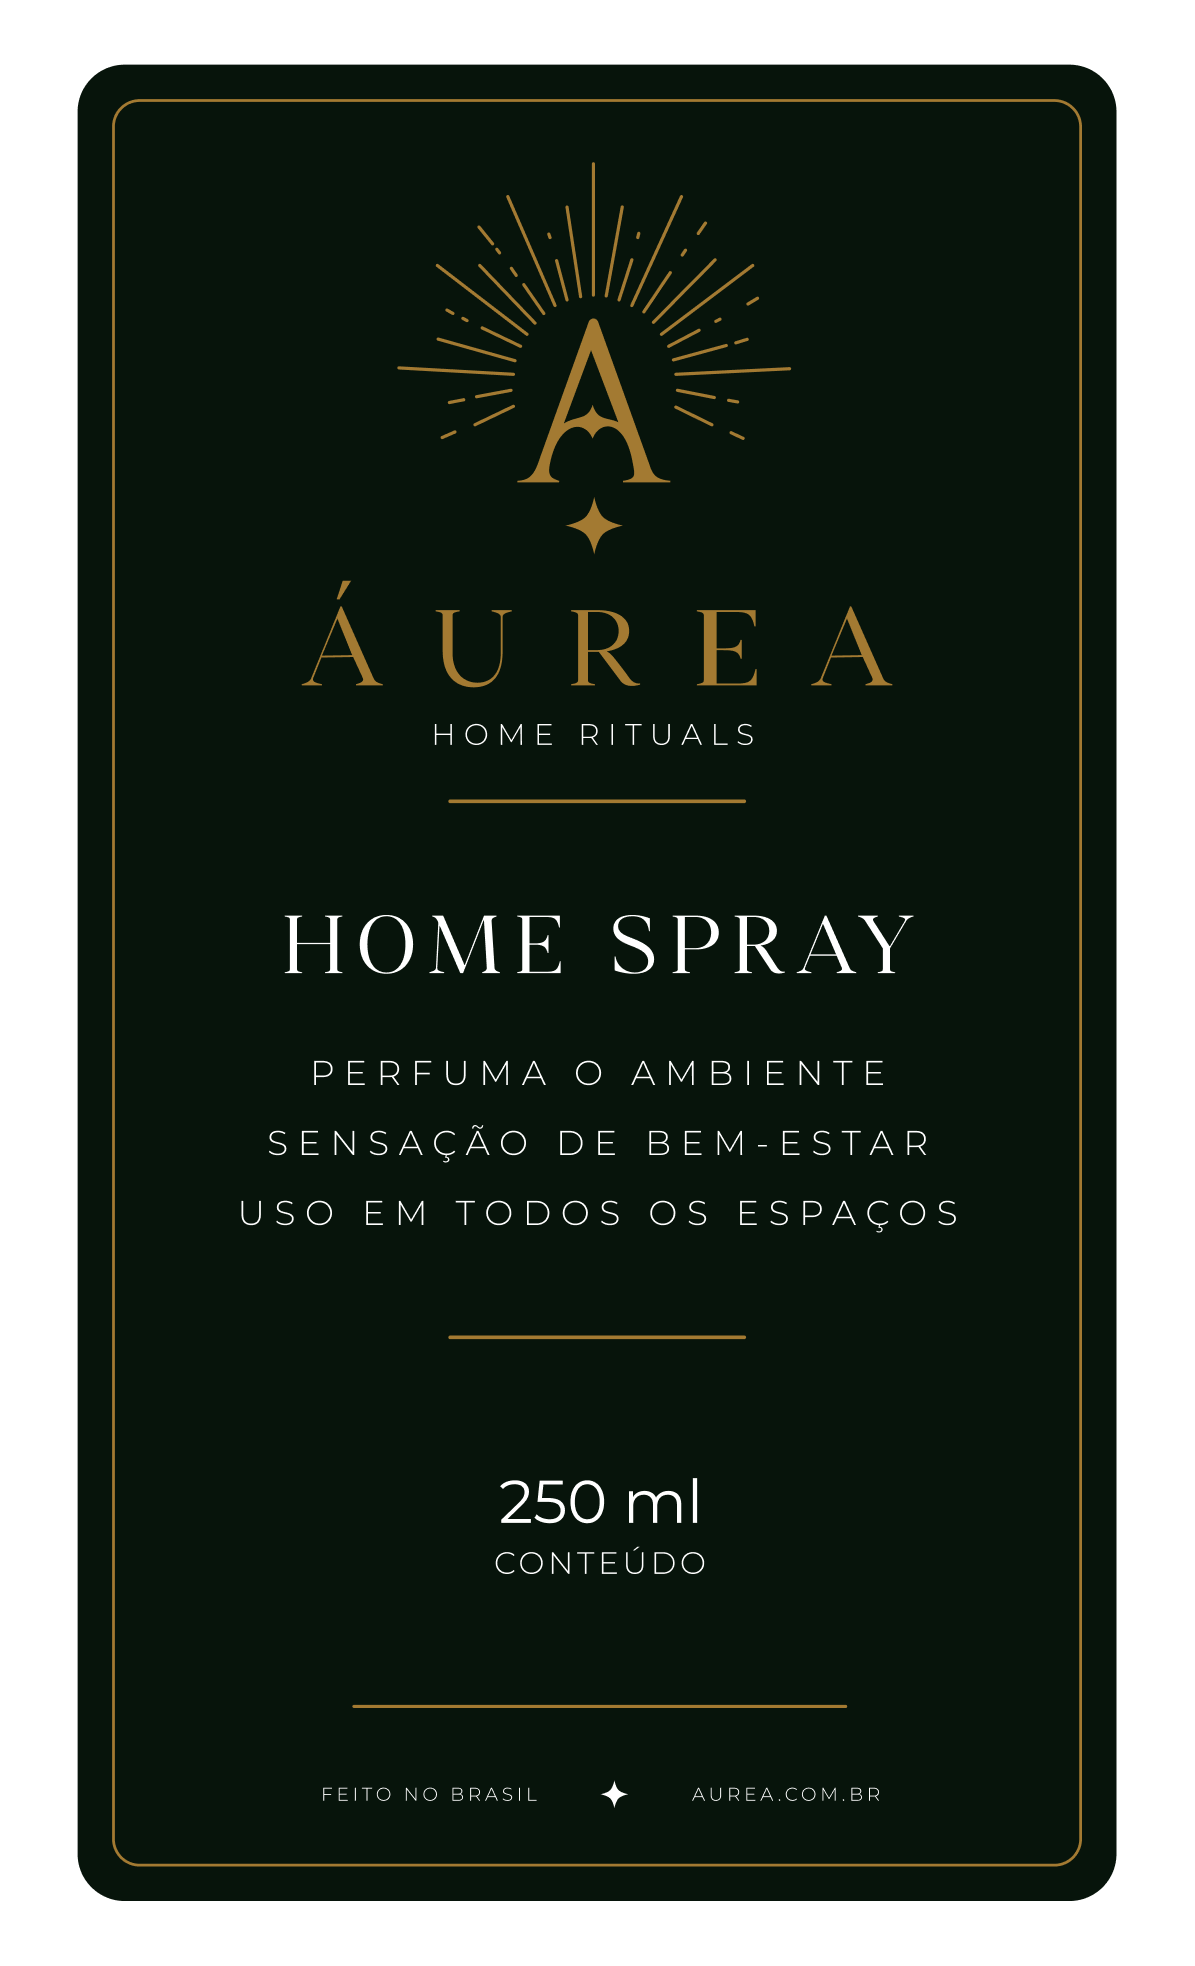 A
ÁUREA
HOME RITUALS
HOME SPRAY
PERFUMA O AMBIENTE
SENSAÇÃO DE BEM-ESTAR
USO EM TODOS OS ESPAÇOS
250 ml
CONTEÚDO
FEITO NO BRASIL AUREA.COM.BR